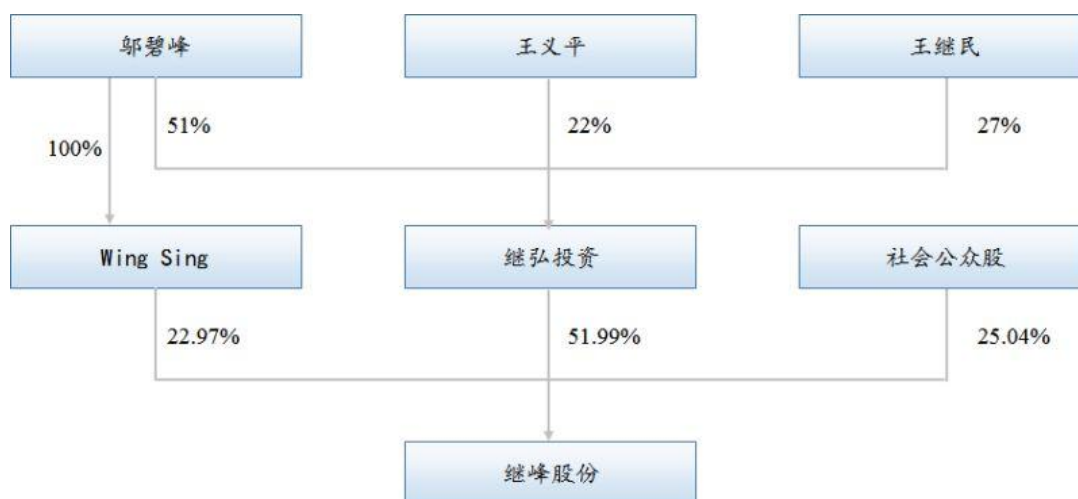 邬碧峰
王义平
王继民
51%
22%
27%
100%
Wing Sing
继弘投资
社会公众股
22.97%
51.99%
25.04%
继峰股份